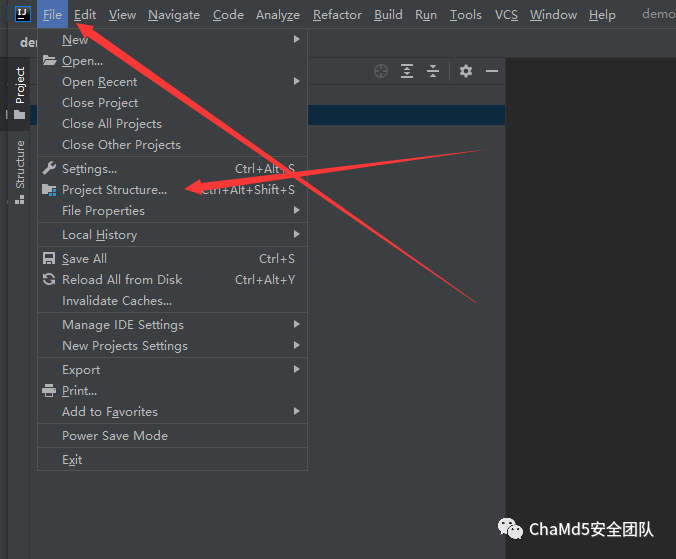 IJ File Edit View Navigate Code Analyze Refactor Build Run Tools VCS Window Help demo
Project
Structure
New
Open...
Open Recent
Close Project
Close All Projects
Close Other Projects
Settings... Ctrl+Alt+S
Project Structure... Ctrl+Alt+Shift+S
File Properties
Local History
Save All Ctrl+S
Reload All from Disk Ctrl+Alt+Y
Invalidate Caches...
Manage IDE Settings
New Projects Settings
Export
Print...
Add to Favorites
Power Save Mode
Exit
ChaMd5安全团队